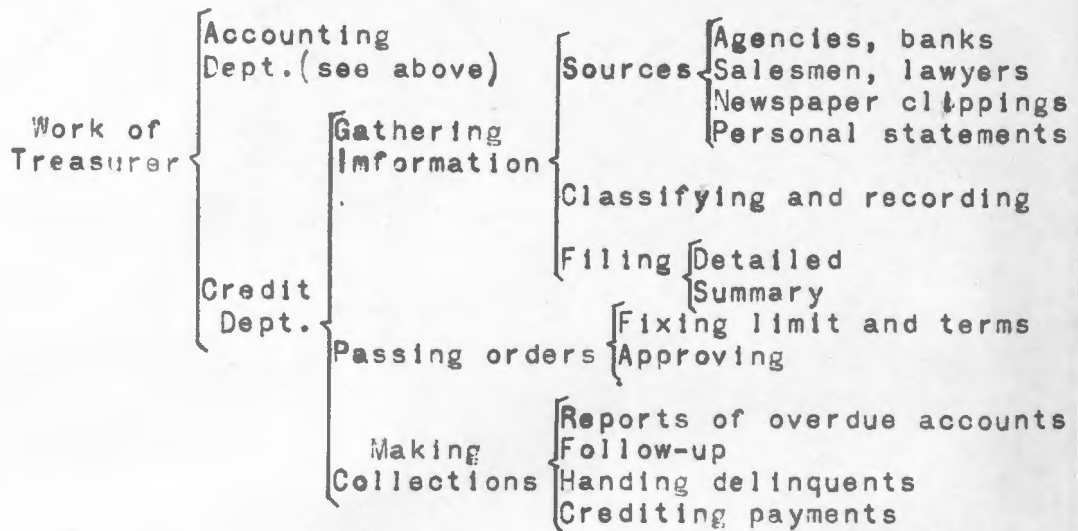 Work of
Treasurer
Accounting
Dept.(see above)
Credit
Dept.
Gathering
Imformation
Sources
Agencies, banks
Salesmen, lawyers
Newspaper clippings
Personal statements
Classifying and recording
Filing
Detailed
Summary
Passing orders
Fixing limit and terms
Approving
Making
Collections
Reports of overdue accounts
Follow-up
Handing delinquents
Crediting payments